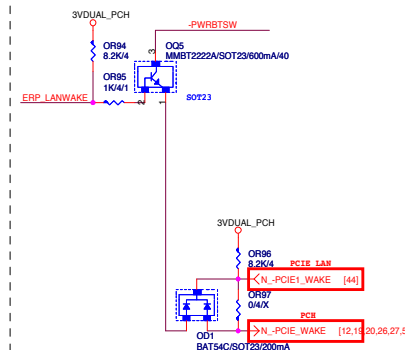 3VDUAL_PCH
-PWRBTSW
OR94
8.2K/4
3
OQ5
MMBT2222A/SOT23/600mA/40
OR95
1K/4/1
SOT23
ERP_LANWAKE
2
1
3VDUAL_PCH
OR96
8.2K/4
PCIE LAN
N_-PCIE1_WAKE [44]
OR97
0/4/X
PCH
N_-PCIE_WAKE [12,19,20,26,27,5
OD1
BAT54C/SOT23/200mA